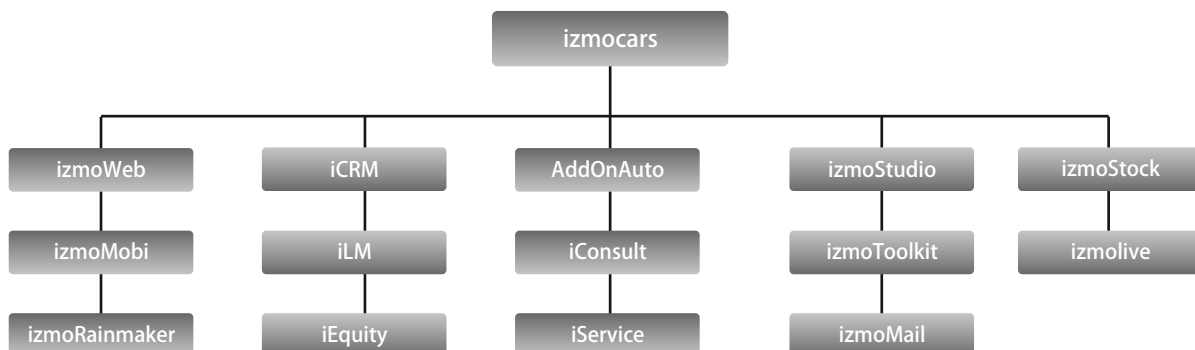 izmocars
izmoWeb
iCRM
AddOnAuto
izmoStudio
izmoStock
izmoMobi
iLM
iConsult
izmoToolkit
izmolive
izmoRainmaker
iEquity
iService
izmoMail